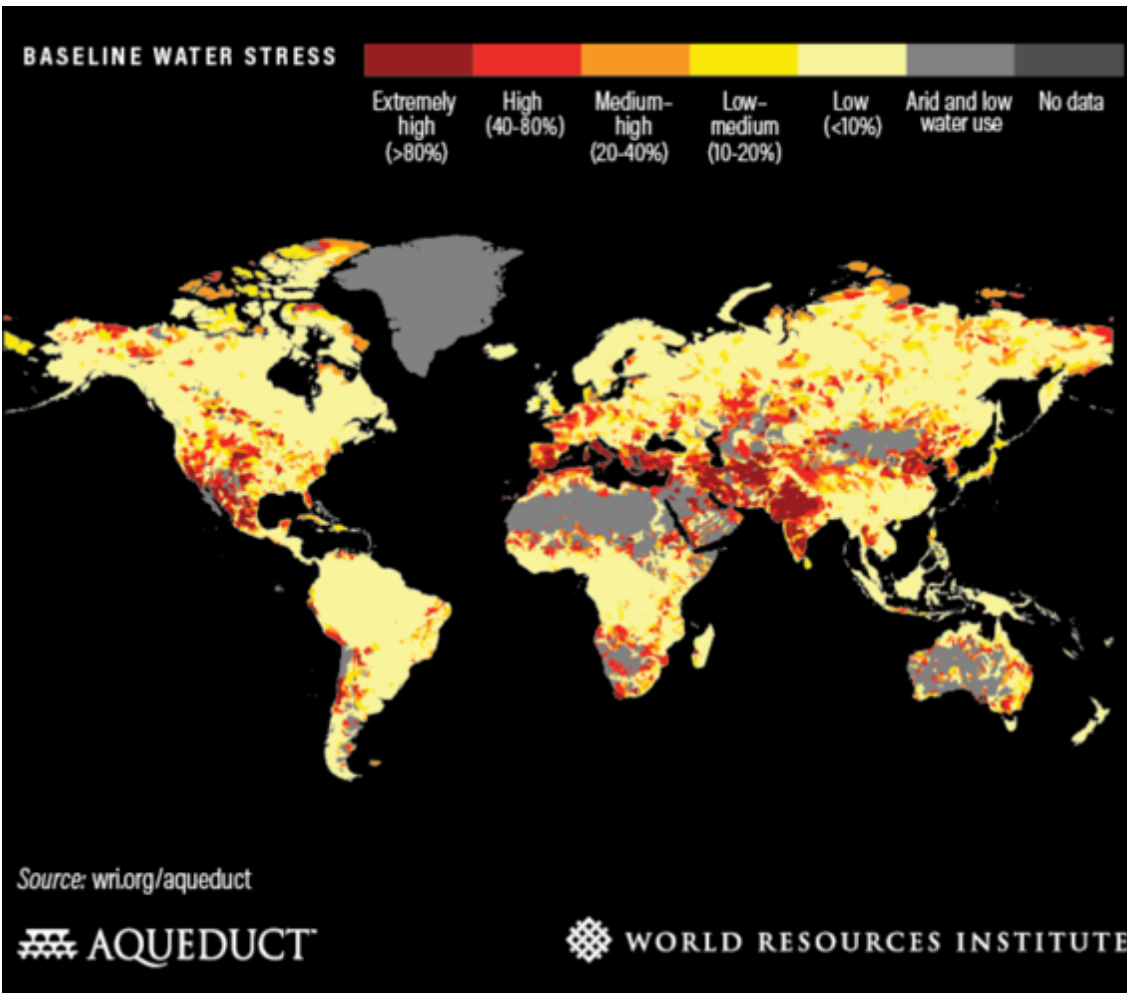 BASELINE WATER STRESS
Extremely
high
(>80%)
High
(40-80%)
Medium–
high
(20-40%)
Low–
medium
(10-20%)
Low
(<10%)
Arid and low
water use
No data
Source: wri.org/aqueduct
AQUEDUCT™
WORLD RESOURCES INSTITUTE